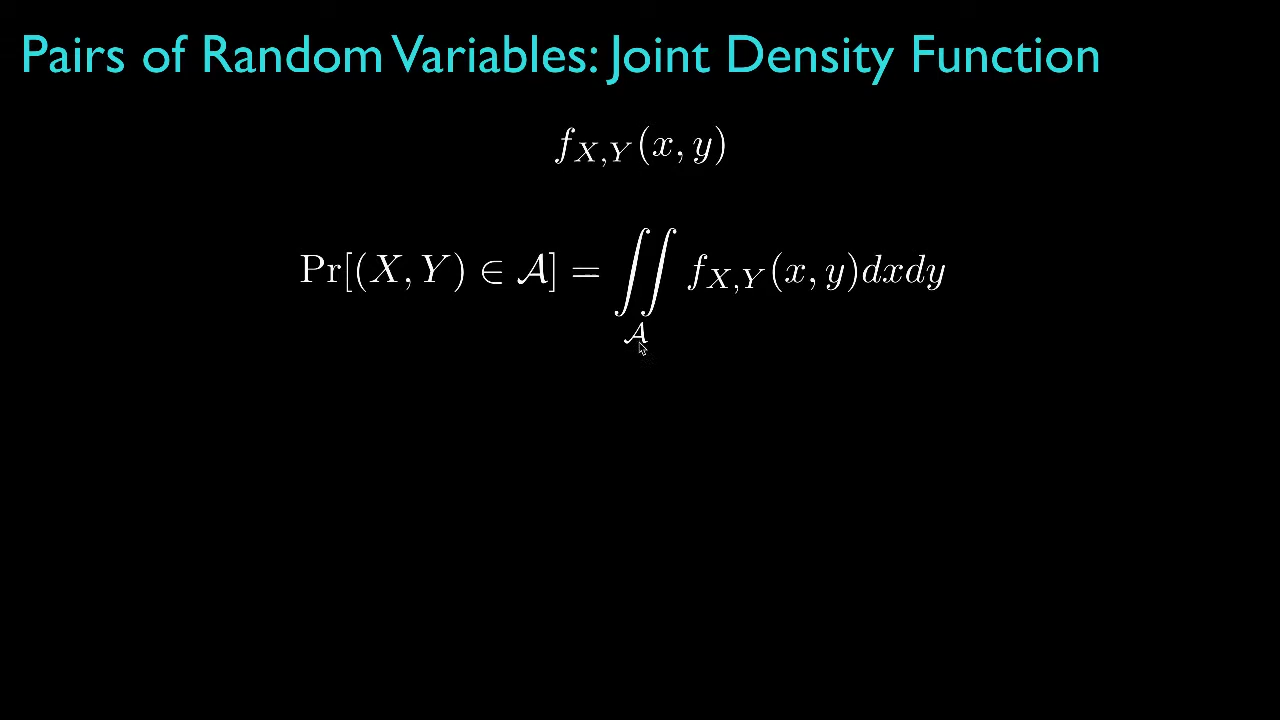 Pairs of Random Variables: Joint Density Function
f_{X,Y}(x, y)
Pr[(X, Y) ∈ 𝒜] = ∬_𝒜 f_{X,Y}(x, y)dxdy